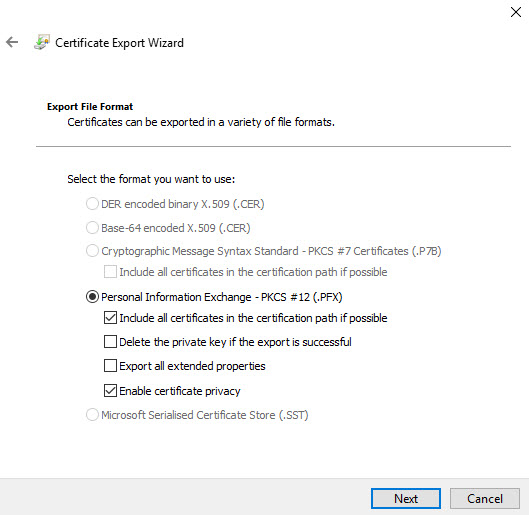 Certificate Export Wizard
Export File Format
Certificates can be exported in a variety of file formats.
Select the format you want to use:
DER encoded binary X.509 (.CER)
Base-64 encoded X.509 (.CER)
Cryptographic Message Syntax Standard - PKCS #7 Certificates (.P7B)
Include all certificates in the certification path if possible
Personal Information Exchange - PKCS #12 (.PFX)
Include all certificates in the certification path if possible
Delete the private key if the export is successful
Export all extended properties
Enable certificate privacy
Microsoft Serialised Certificate Store (.SST)
Next Cancel